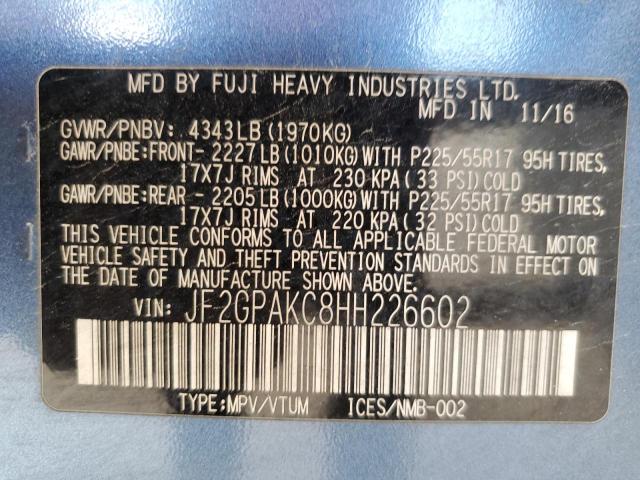 MFD BY FUJI HEAVY INDUSTRIES LTD.
MFD IN 11/16
GVWR/PNBV: 4343LB(1970KG)
GAWR/PNBE:FRONT- 2227LB(1010KG)WITH P225/55R17 95H TIRES,
17X7J RIMS AT 230 KPA( 33 PSI)COLD
GAWR/PNBE:REAR - 2205LB(1000KG)WITH P225/55R17 95H TIRES,
17X7J RIMS AT 220 KPA( 32 PSI)COLD
THIS VEHICLE CONFORMS TO ALL APPLICABLE FEDERAL MOTOR
VEHICLE SAFETY AND THEFT PREVENTION STANDARDS IN EFFECT ON
THE DATE OF MANUFACTURE SHOWN ABOVE.
VIN: JF2GPAKC8HH226602
TYPE:MPV/VTUM ICES/NMB-002